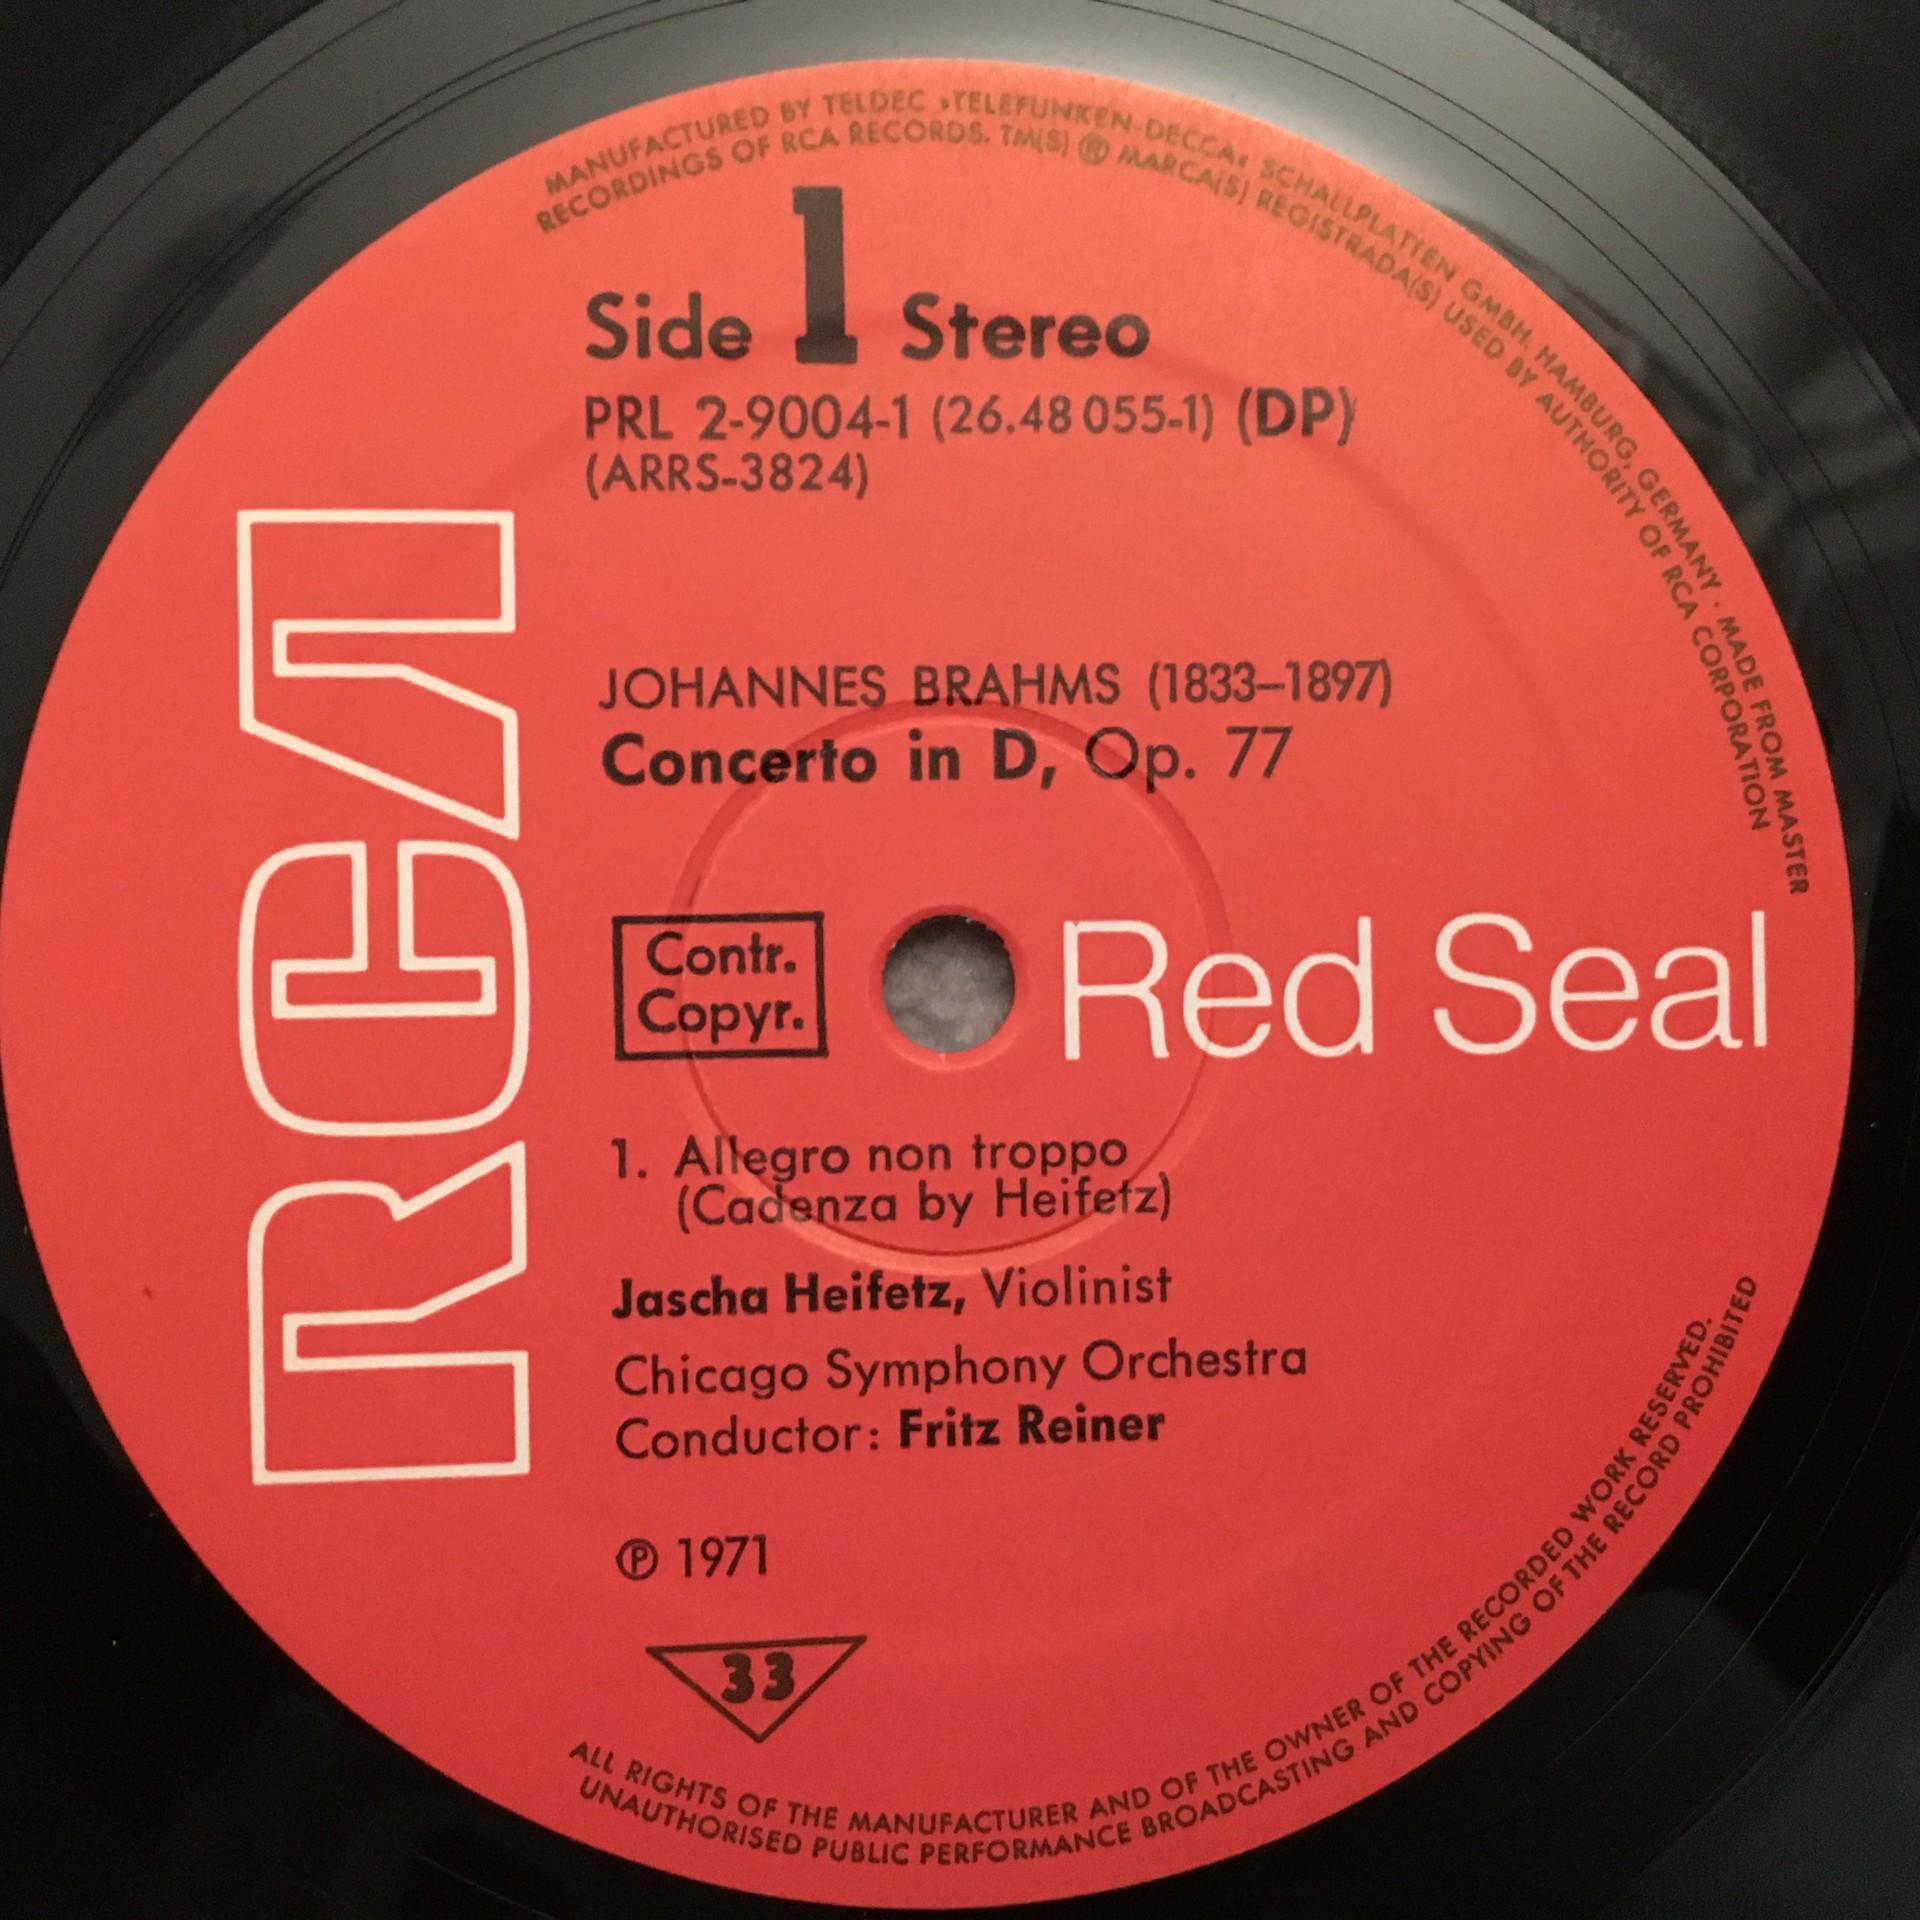 MANUFACTURED BY TELDEC »TELEFUNKEN-DECCA« SCHALLPLATTEN GMBH, HAMBURG, GERMANY · MADE FROM MASTER
RECORDINGS OF RCA RECORDS. TM(S) ® MARCA(S) REGISTRADA(S) USED BY AUTHORITY OF RCA CORPORATION
Side 1 Stereo
PRL 2-9004-1 (26.48 055-1) (DP)
(ARRS-3824)
RCA
JOHANNES BRAHMS (1833–1897)
Concerto in D, Op. 77
Contr.
Copyr.
Red Seal
1. Allegro non troppo
(Cadenza by Heifetz)
Jascha Heifetz, Violinist
Chicago Symphony Orchestra
Conductor: Fritz Reiner
℗ 1971
33
ALL RIGHTS OF THE MANUFACTURER AND OF THE OWNER OF THE RECORDED WORK RESERVED.
UNAUTHORISED PUBLIC PERFORMANCE BROADCASTING AND COPYING OF THE RECORD PROHIBITED